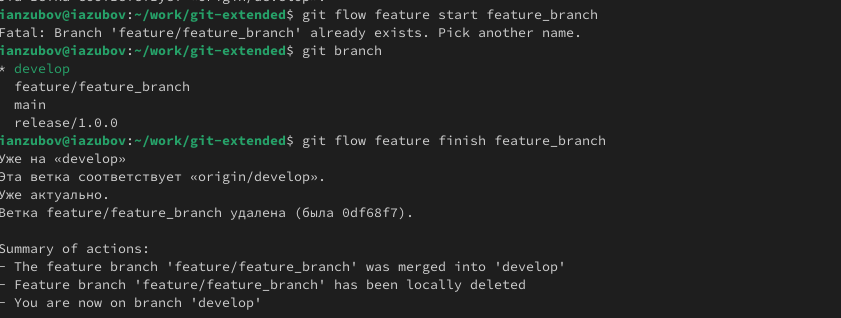 ianzubov@iazubov:~/work/git-extended$ git flow feature start feature_branch
Fatal: Branch 'feature/feature_branch' already exists. Pick another name.
ianzubov@iazubov:~/work/git-extended$ git branch
* develop
  feature/feature_branch
  main
  release/1.0.0
ianzubov@iazubov:~/work/git-extended$ git flow feature finish feature_branch
Уже на «develop»
Эта ветка соответствует «origin/develop».
Уже актуально.
Ветка feature/feature_branch удалена (была 0df68f7).

Summary of actions:
- The feature branch 'feature/feature_branch' was merged into 'develop'
- Feature branch 'feature/feature_branch' has been locally deleted
- You are now on branch 'develop'